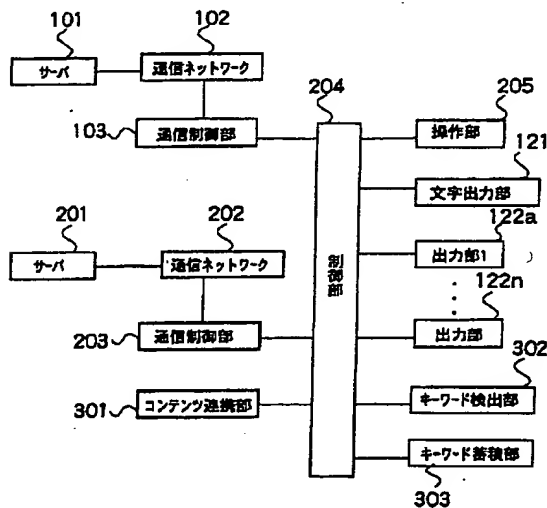 101
102
サーバ
通信ネットワーク
204
205
103
通信制御部
操作部
121
文字出力部
201
202
122a
サーバ
通信ネットワーク
出力部1
制御部
122n
203
通信制御部
出力部
302
301
コンテンツ連携部
キーワード検出部
キーワード蓄積部
303